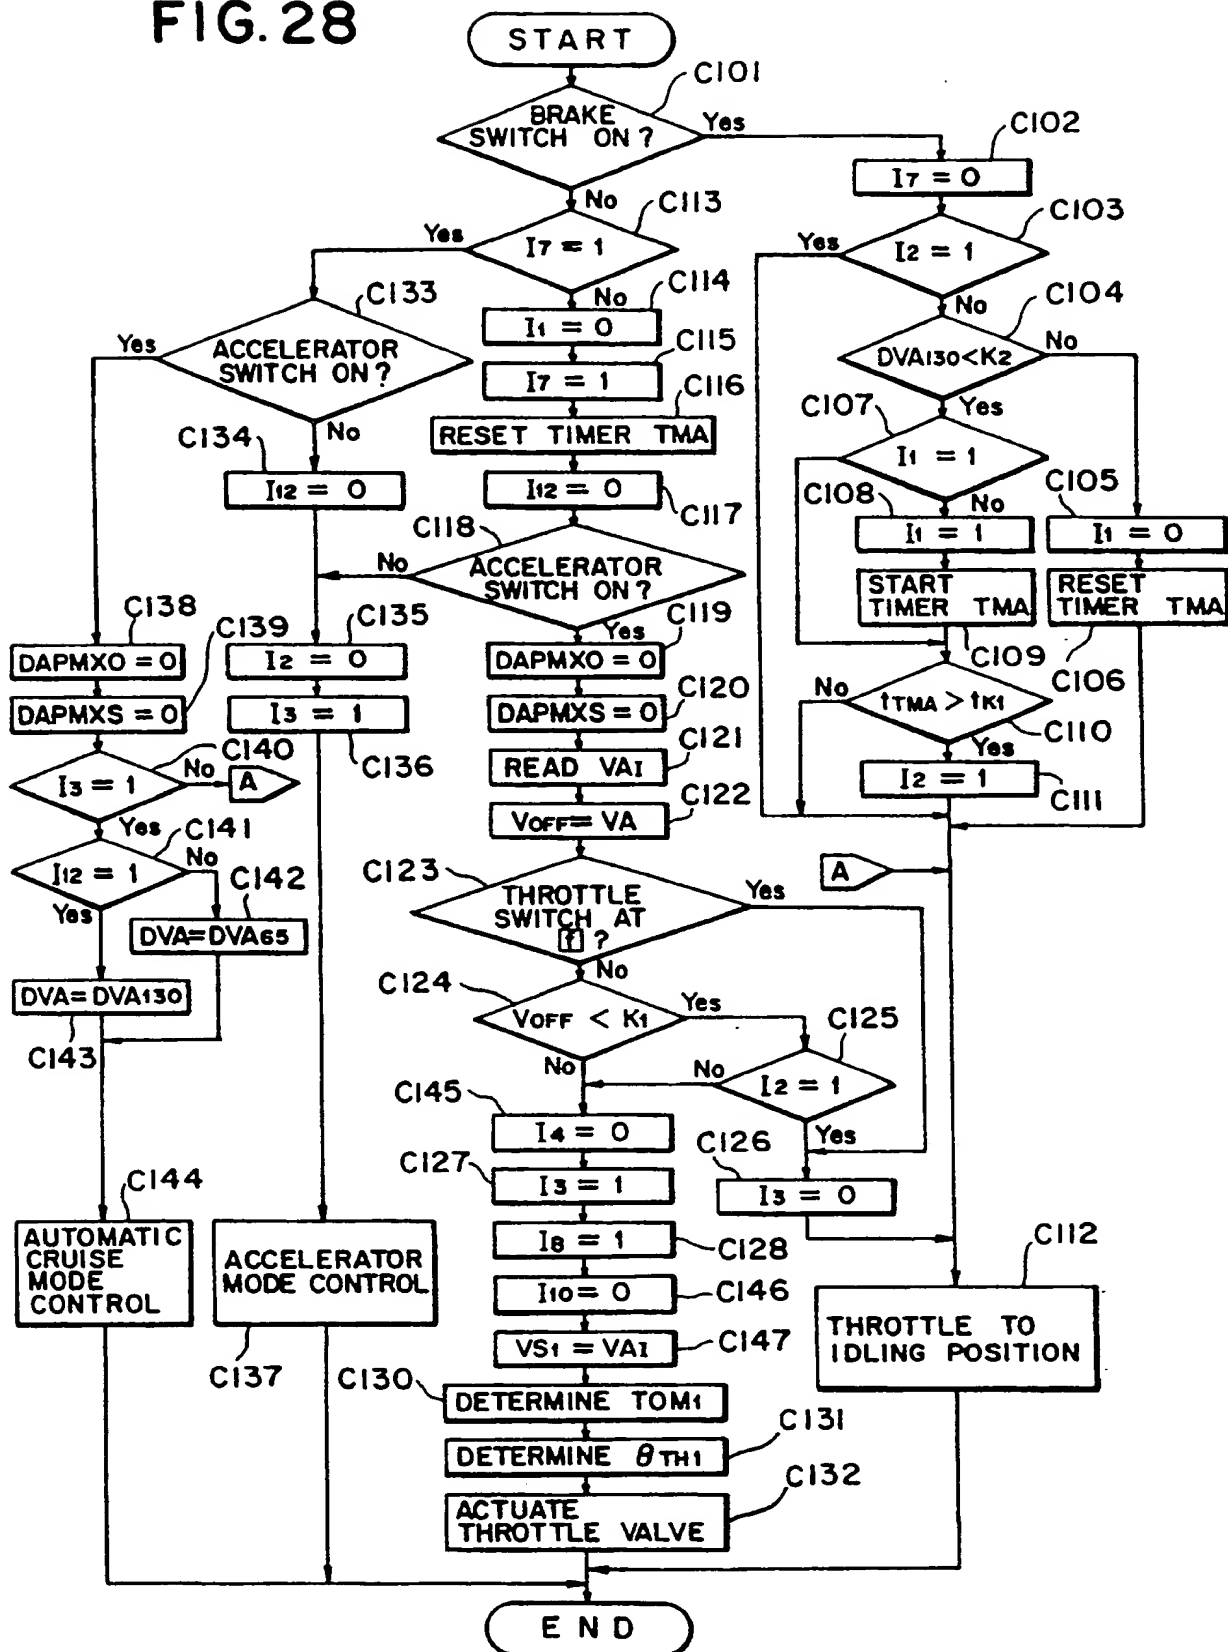 FIG. 28
START
C101
BRAKE
SWITCH ON ?
Yes
No
C102
I7 = 0
C113
I7 = 1
Yes
No
C103
I2 = 1
Yes
No
C114
I1 = 0
C133
ACCELERATOR
SWITCH ON ?
Yes
No
C104
DVA130<K2
No
Yes
C115
I7 = 1
C116
RESET TIMER TMA
C107
I1 = 1
No
C134
I12 = 0
I12 = 0
C117
C108
I1 = 1
C105
I1 = 0
C118
ACCELERATOR
SWITCH ON ?
No
Yes
START
TIMER TMA
C109
RESET
TIMER TMA
C106
C138
DAPMXO = 0
C139
DAPMXS = 0
C135
I2 = 0
I3 = 1
C136
C119
DAPMXO = 0
C120
DAPMXS = 0
C121
READ VAI
C122
VOFF = VA
No
tTMA > tK1
C110
Yes
I2 = 1
C111
C140
I3 = 1
No
A
Yes
C141
I12 = 1
No
Yes
C142
DVA=DVA65
DVA=DVA130
C143
A
C123
THROTTLE
SWITCH AT
f ?
Yes
No
C124
VOFF < K1
Yes
No
C125
I2 = 1
No
Yes
C145
I4 = 0
C126
I3 = 0
C127
I3 = 1
I8 = 1
C128
I10 = 0
C146
VS1 = VAI
C147
C144
AUTOMATIC
CRUISE
MODE
CONTROL
ACCELERATOR
MODE CONTROL
C137
C112
THROTTLE TO
IDLING POSITION
C130
DETERMINE TOM1
C131
DETERMINE θTH1
C132
ACTUATE
THROTTLE VALVE
END